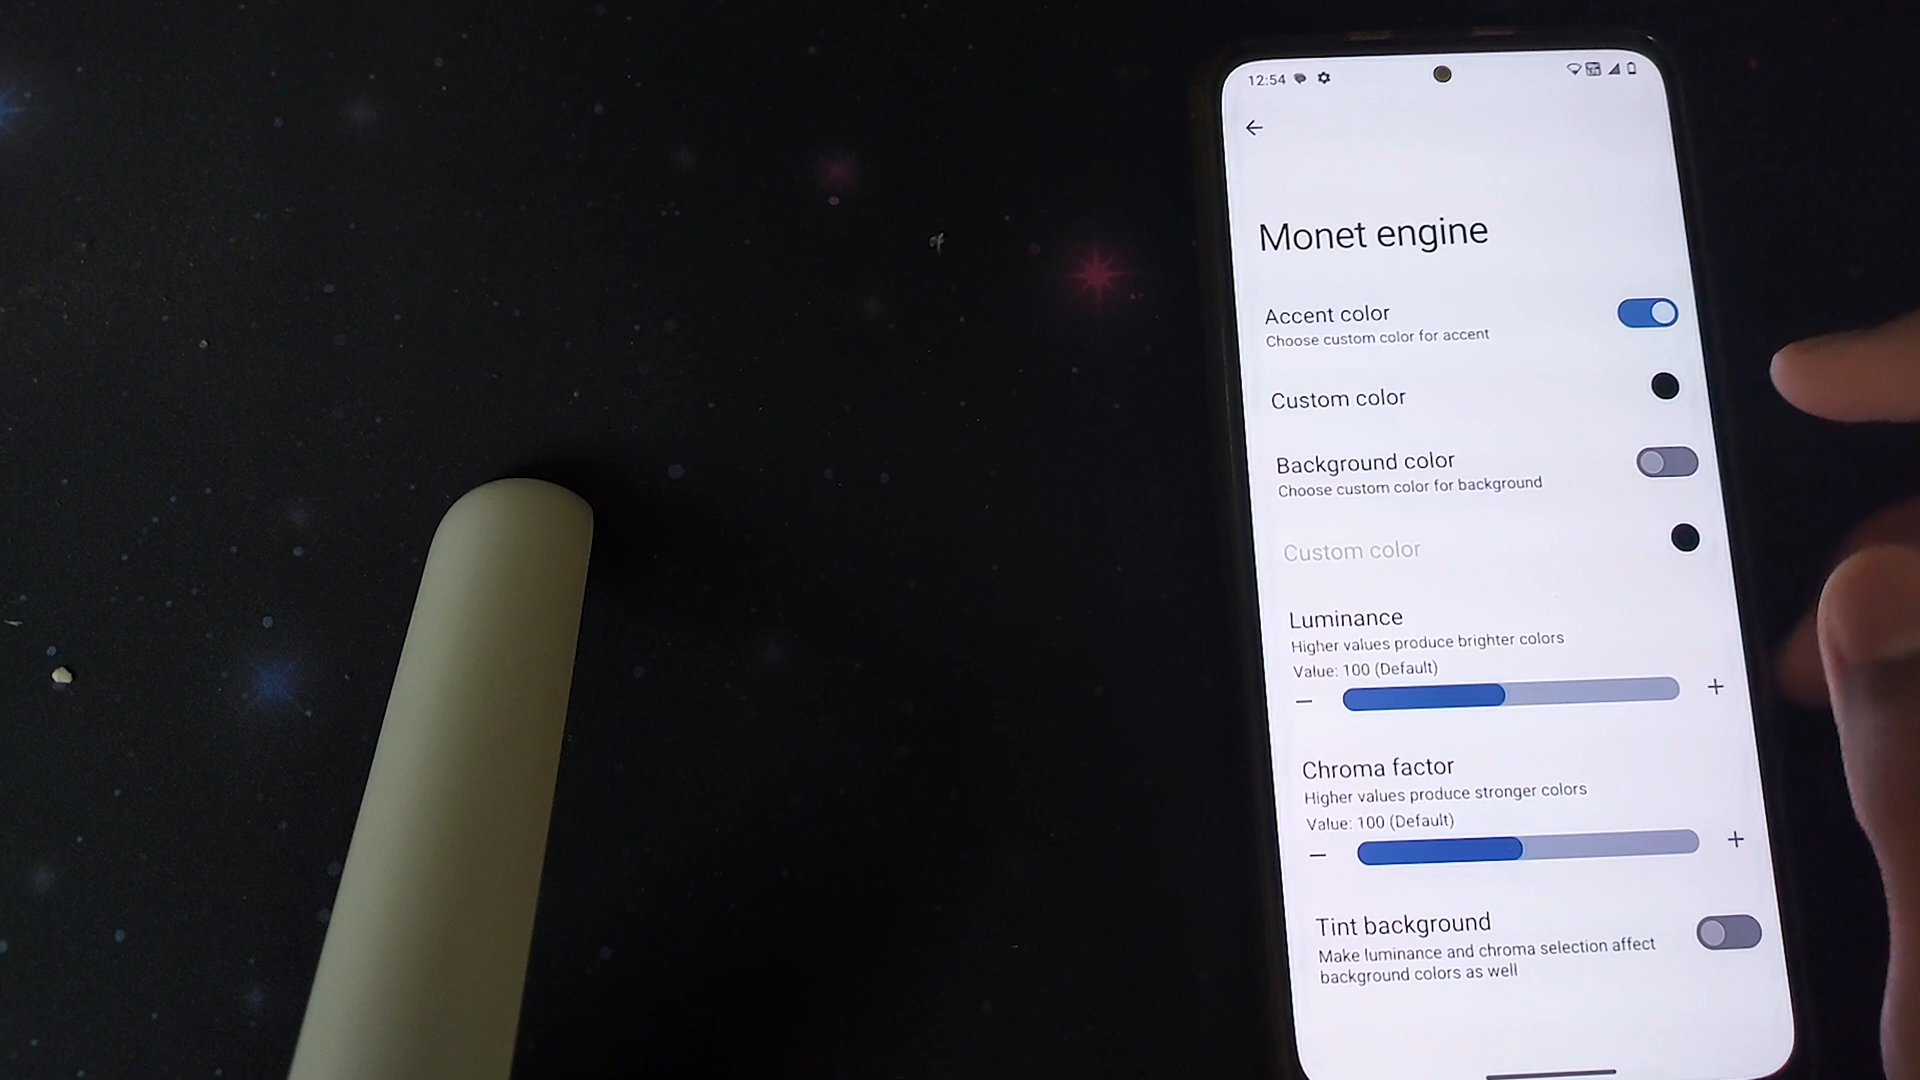 12:54
Monet engine
Accent color
Choose custom color for accent
Custom color
Background color
Choose custom color for background
Custom color
Luminance
Higher values produce brighter colors
Value: 100 (Default)
Chroma factor
Higher values produce stronger colors
Value: 100 (Default)
Tint background
Make luminance and chroma selection affect
background colors as well